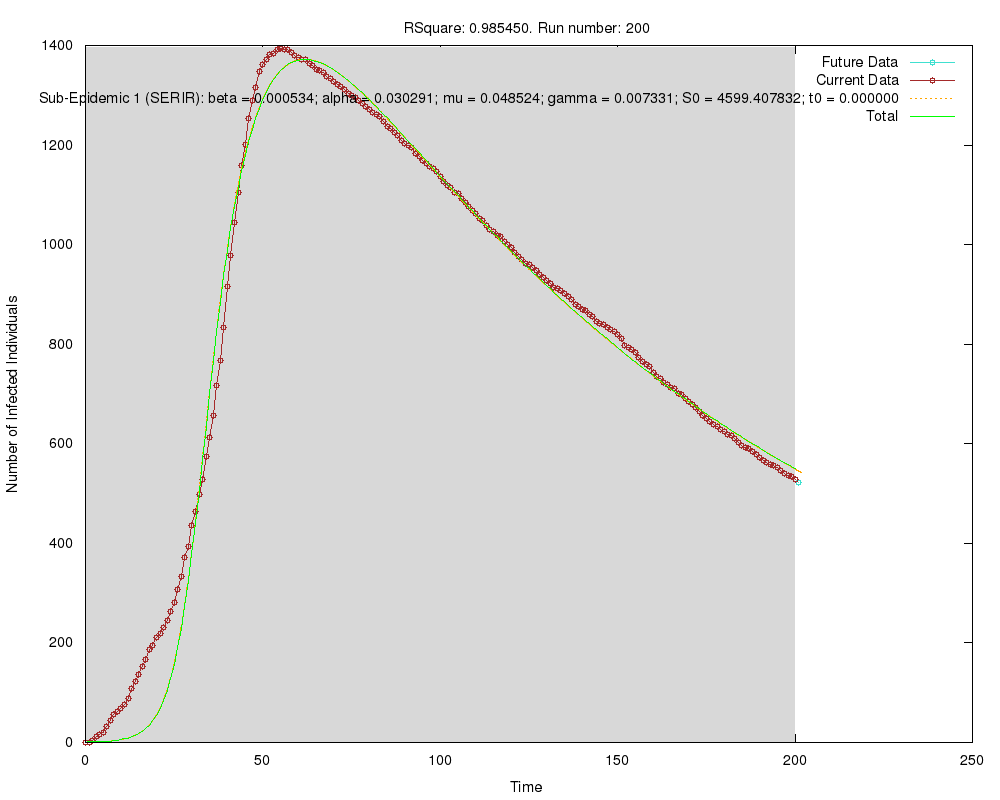 RSquare: 0.985450. Run number: 200
Future Data
Current Data
Sub-Epidemic 1 (SERIR): beta = 0.000534; alpha = 0.030291; mu = 0.048524; gamma = 0.007331; S0 = 4599.407832; t0 = 0.000000
Total
1400
1200
1000
800
600
400
200
0
Number of Infected Individuals
0 50 100 150 200 250
Time